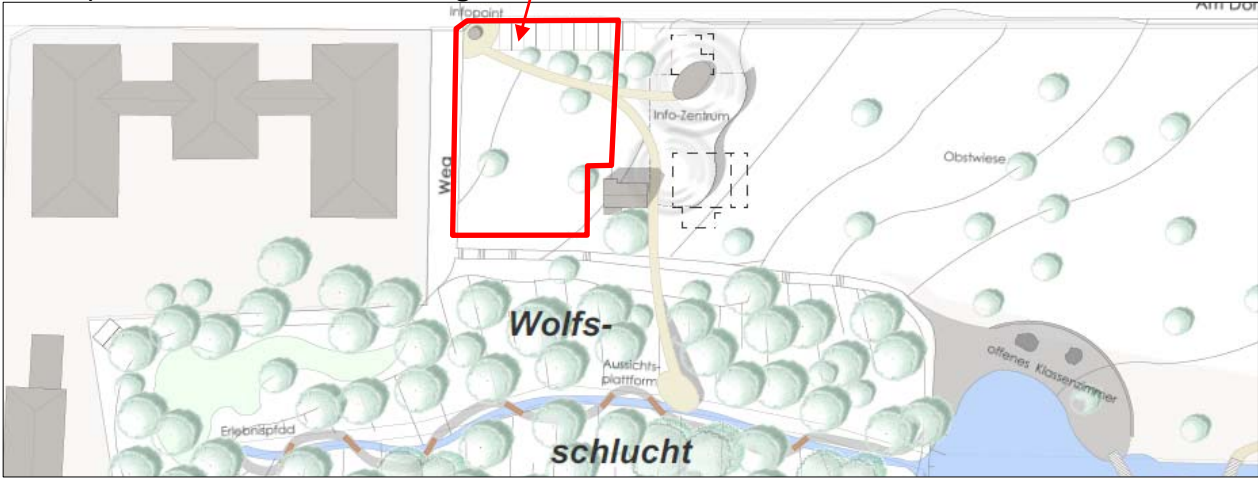 Infopoint
Info-Zentrum
Weg
Obstwiese
Wolfs-
Aussichts-
plattform
offenes Klassenzimmer
Erlebnispfad
schlucht